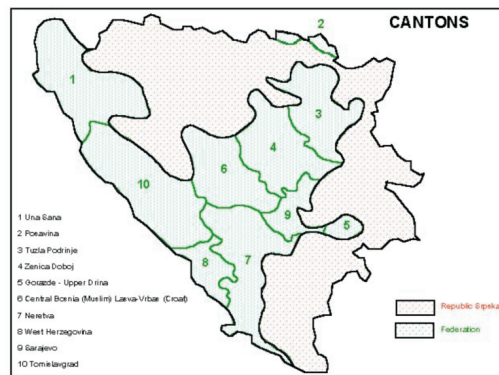 CANTONS
2
1
3
4
6
10
9
5
8
7
1 Una Sana
2 Posavina
3 Tuzla Podrinje
4 Zenica Doboj
5 Gorazde - Upper Drina
6 Central Bosnia (Muslim) Lasva-Vrbas (Croat)
7 Neretva
8 West Herzegovina
9 Sarajevo
10 Tomislavgrad
Republic Srpska
Federation